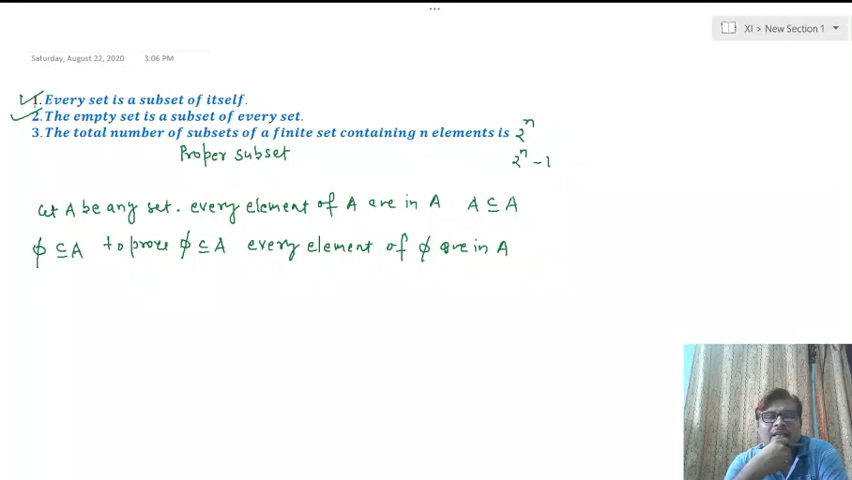 XI > New Section 1
Saturday, August 22, 2020 3:06 PM
1. Every set is a subset of itself.
2. The empty set is a subset of every set.
3. The total number of subsets of a finite set containing n elements is 2^n
Proper subset 2^n - 1
Let A be any set. every element of A are in A A ⊆ A
ϕ ⊆ A to prove ϕ ⊆ A every element of ϕ are in A